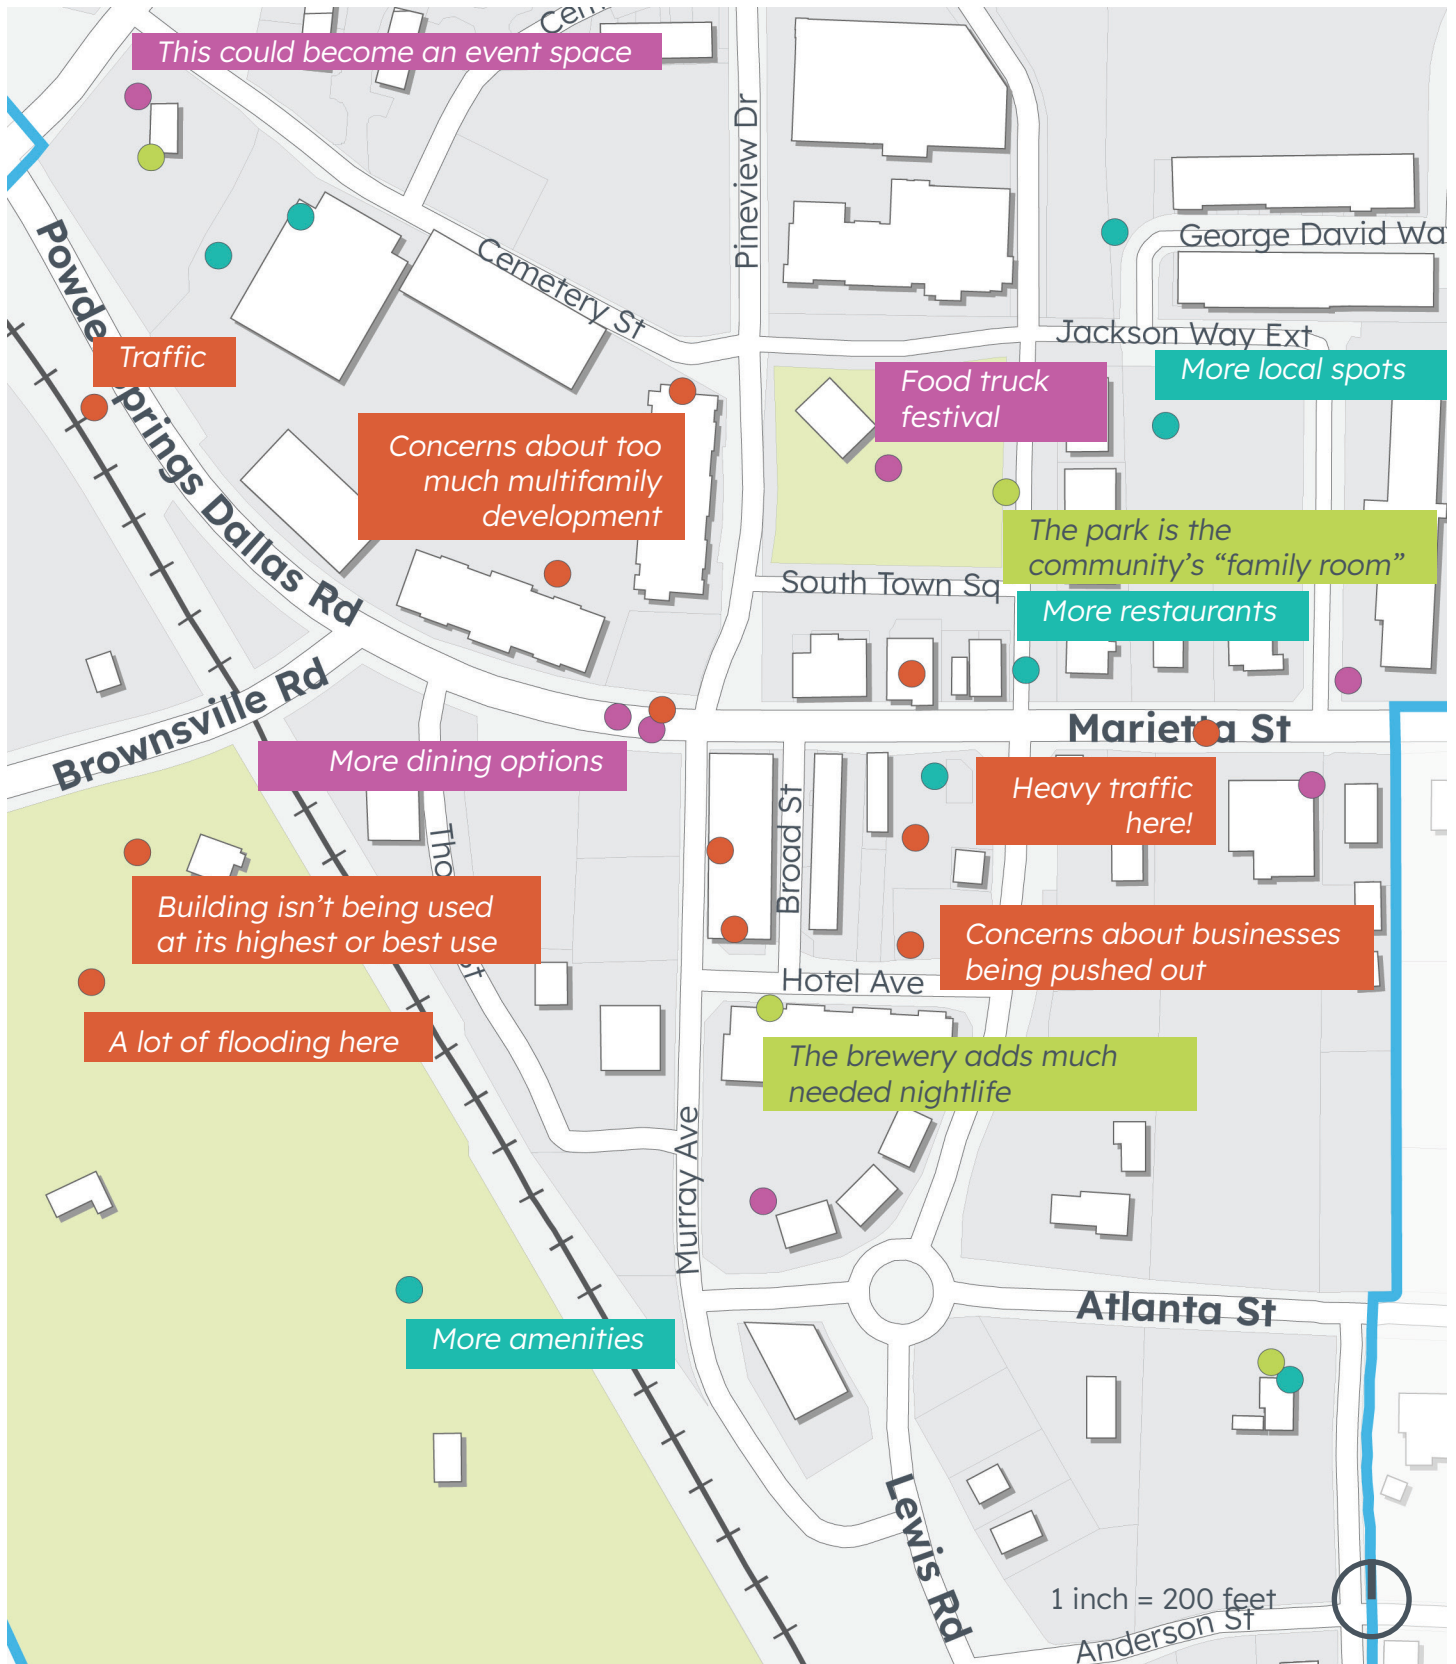 Cem
This could become an event space
Pineview Dr
George David Wa
Cemetery St
Powde
Springs Dallas Rd
Traffic
Jackson Way Ext
More local spots
Food truck
festival
Concerns about too
much multifamily
development
The park is the
community's “family room”
South Town Sq
More restaurants
Brownsville Rd
Marietta St
More dining options
Heavy traffic
here!
Broad St
Tho
St
Building isn't being used
at its highest or best use
Concerns about businesses
being pushed out
Hotel Ave
A lot of flooding here
The brewery adds much
needed nightlife
Murray Ave
Atlanta St
More amenities
Lewis Rd
1 inch = 200 feet
Anderson St